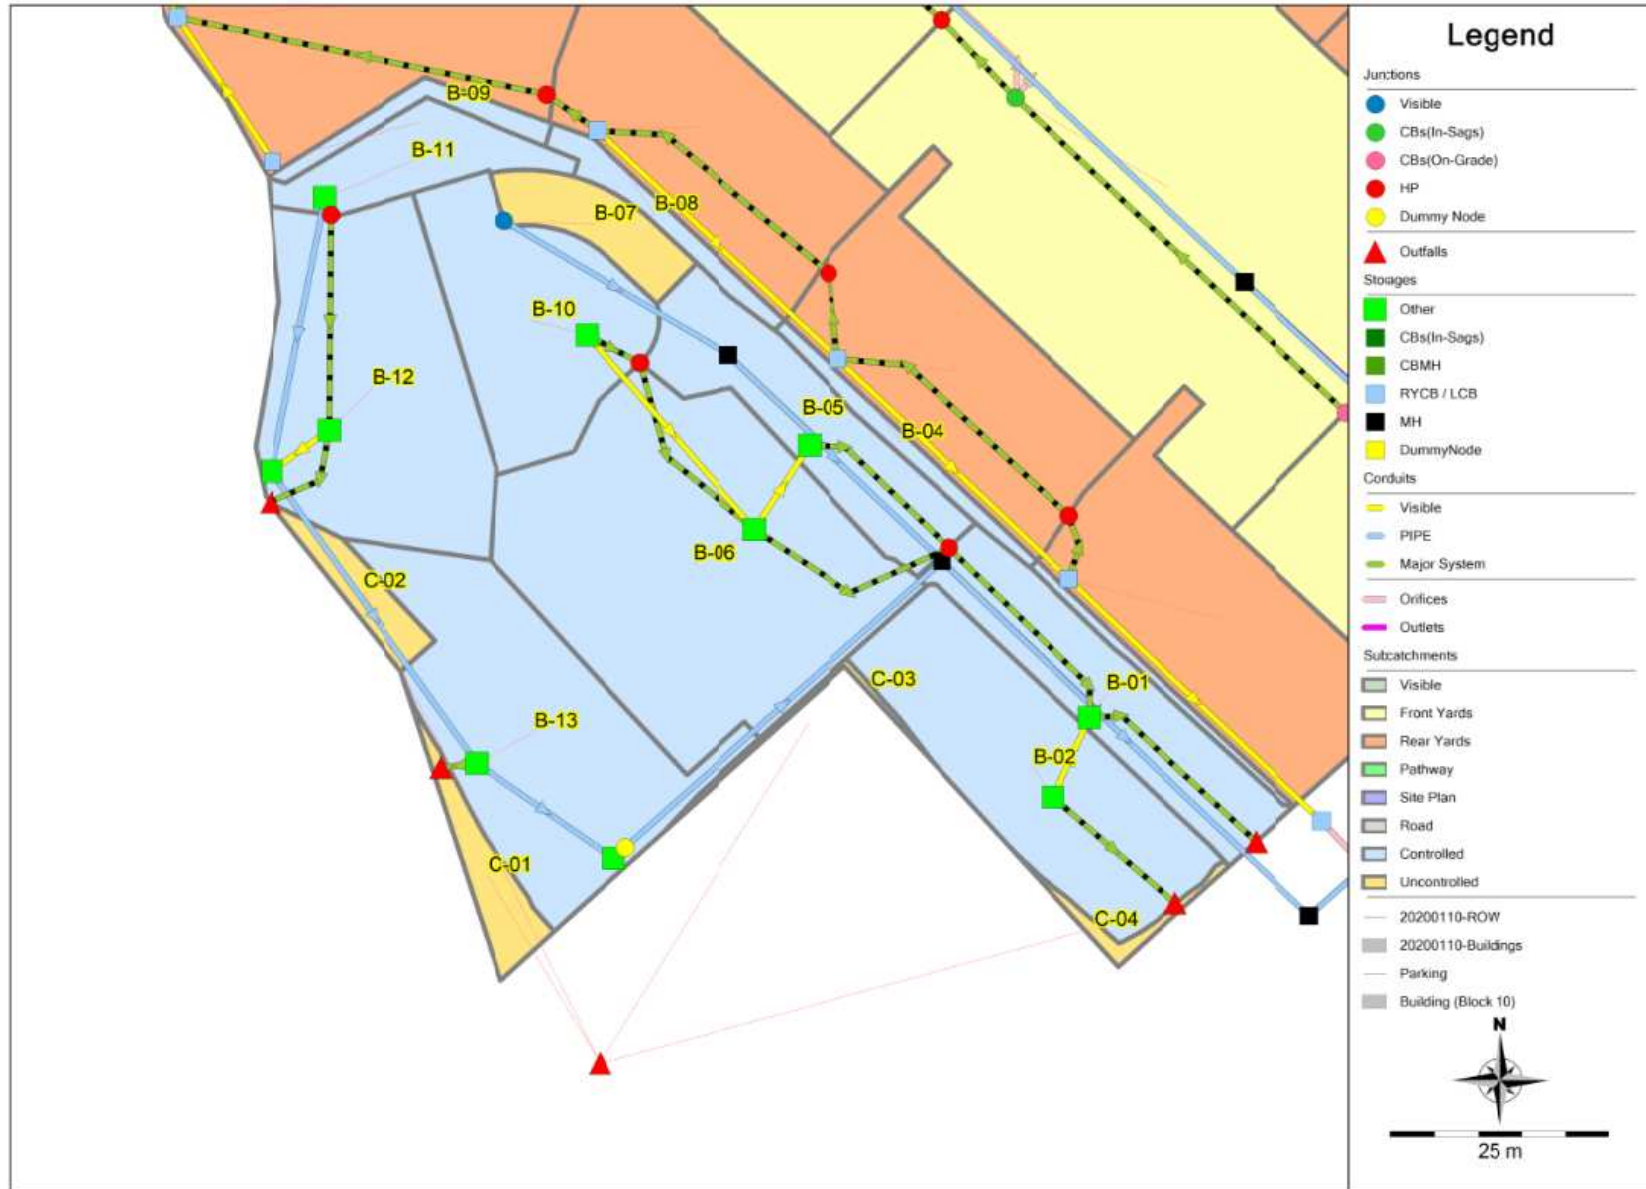 Legend
Junctions
Visible
CBs(In-Sags)
CBs(On-Grade)
HP
Dummy Node
Outfalls
Storages
Other
CBs(In-Sags)
CBMH
RYCB / LCB
MH
DummyNode
Conduits
Visible
PIPE
Major System
Orifices
Outlets
Subcatchments
Visible
Front Yards
Rear Yards
Pathway
Site Plan
Road
Controlled
Uncontrolled
20200110-ROW
20200110-Buildings
Parking
Building (Block 10)
N
25 m
B-09
B-11
B-08
B-07
B-10
B-12
B-05
B-04
B-06
C-02
C-03
B-01
B-13
B-02
C-01
C-04